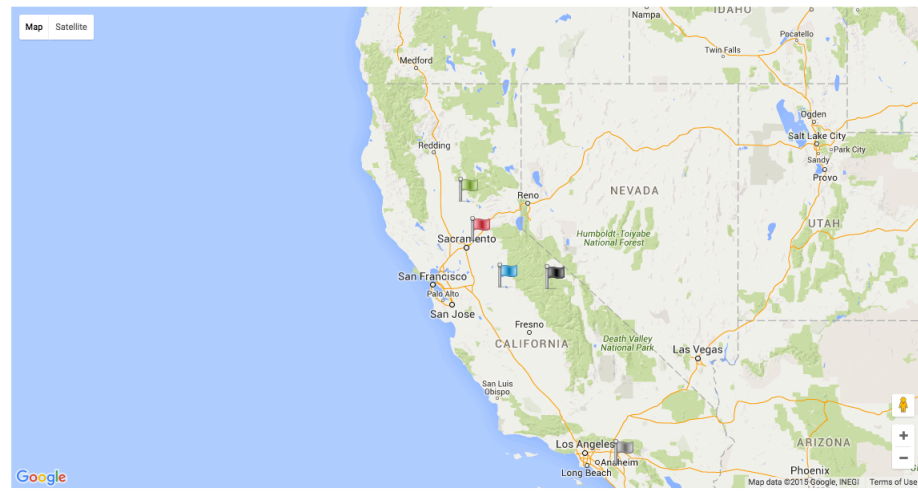 IDAHO
Nampa
Map Satellite
Pocatello
Twin Falls
Medford
Ogden
Salt Lake City
Park City
Sandy
Redding
Provo
NEVADA
Reno
UTAH
Sacramento
Humboldt-Toiyabe
National Forest
San Francisco
Palo Alto
San Jose
Fresno
CALIFORNIA
Death Valley
National Park
Las Vegas
San Luis
Obispo
Los Angeles
ARIZONA
Anaheim
Long Beach
Phoenix
Google
Map data ©2015 Google, INEGI Terms of Use